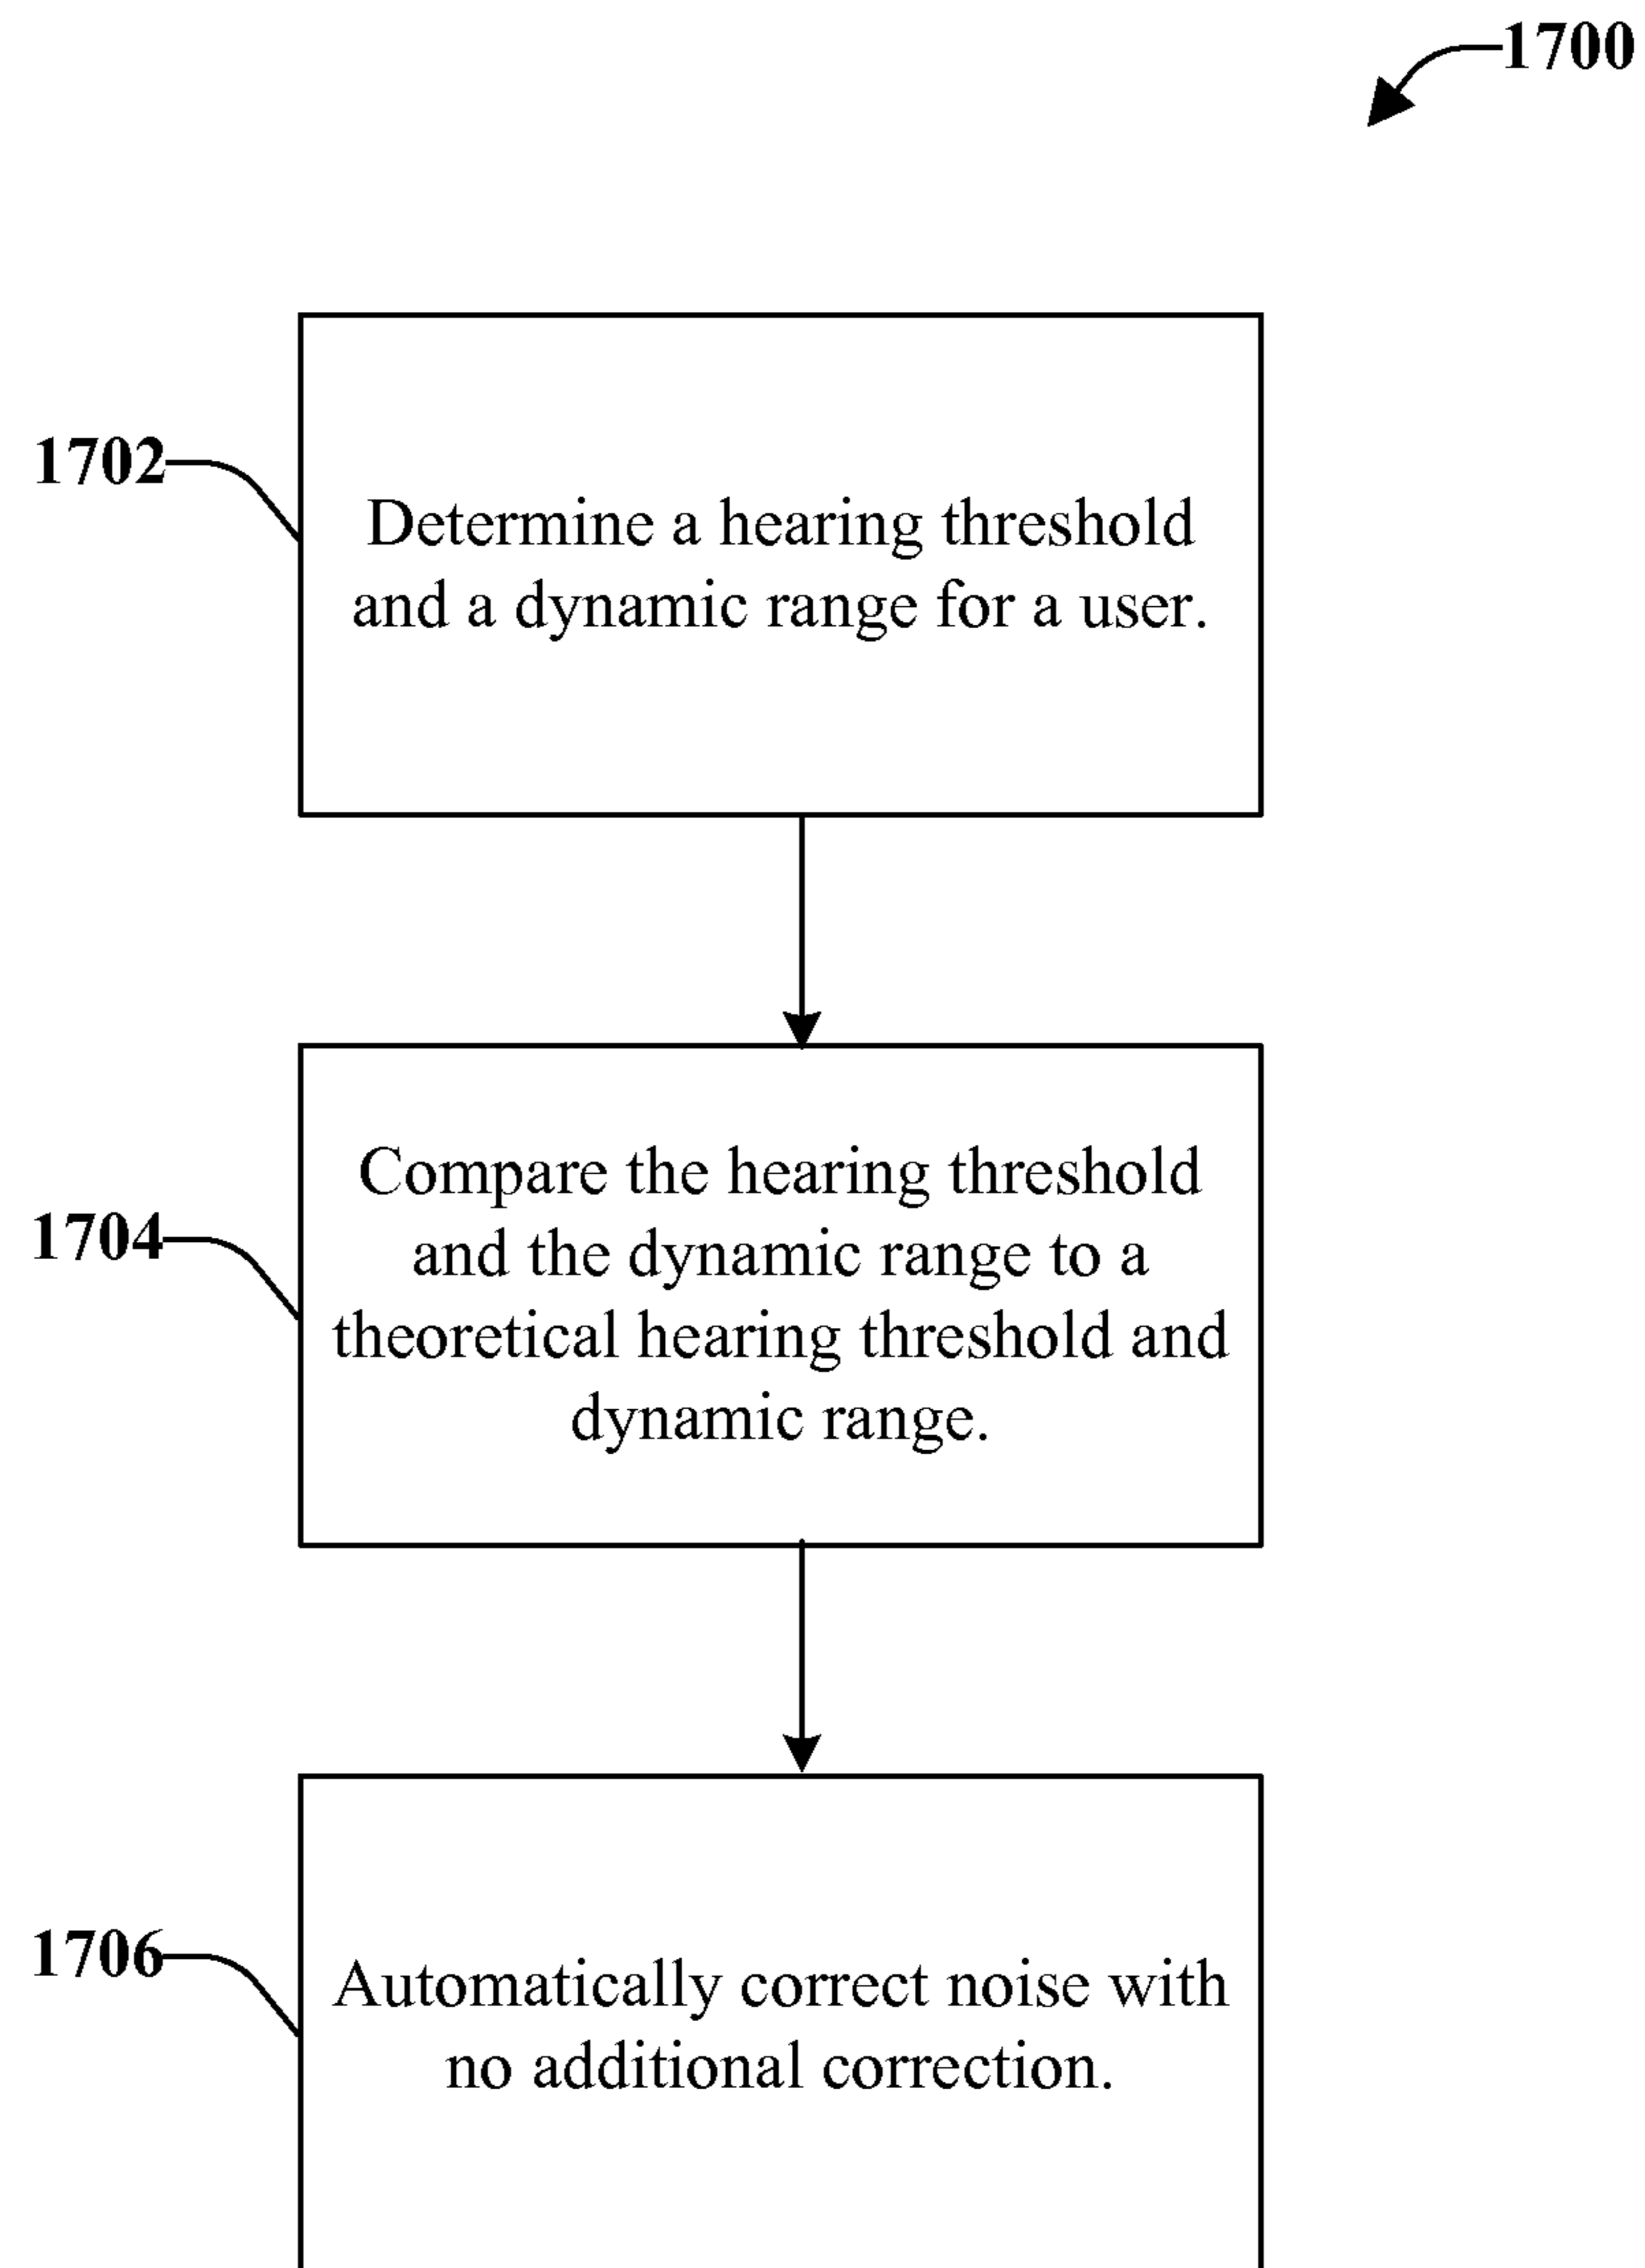 1700
1702
Determine a hearing threshold
and a dynamic range for a user.
1704
Compare the hearing threshold
and the dynamic range to a
theoretical hearing threshold and
dynamic range.
1706
Automatically correct noise with
no additional correction.